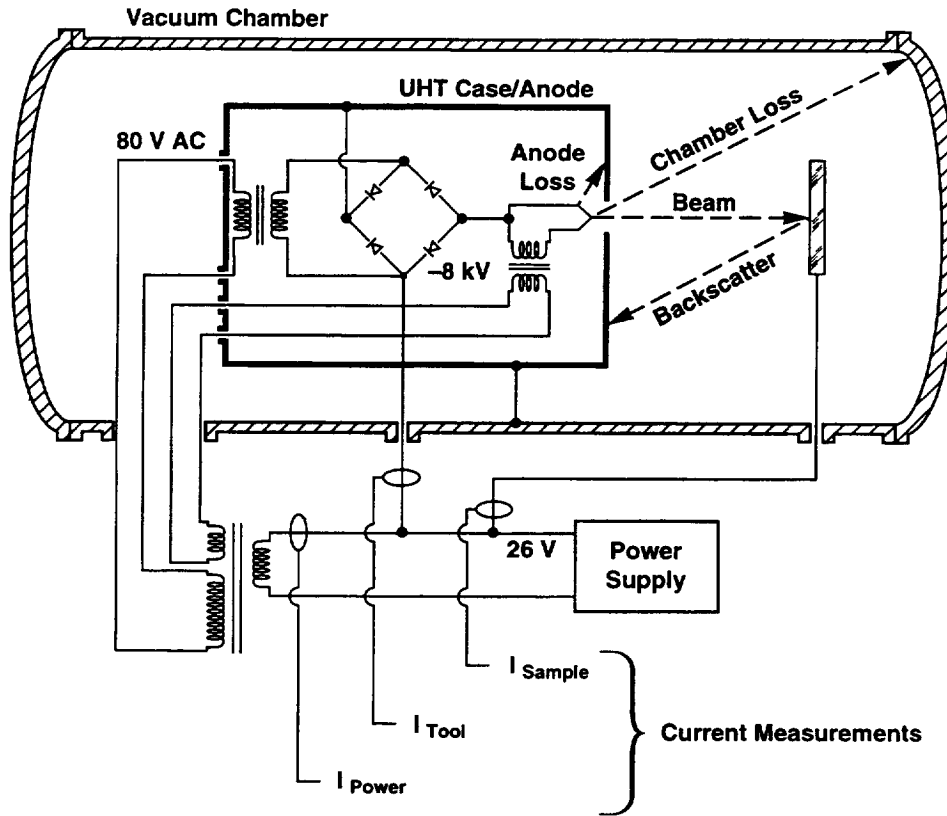 Vacuum Chamber
UHT Case/Anode
80 V AC
Anode
Loss
Chamber Loss
Beam
–8 kV
Backscatter
26 V
Power
Supply
I Sample
I Tool
Current Measurements
I Power